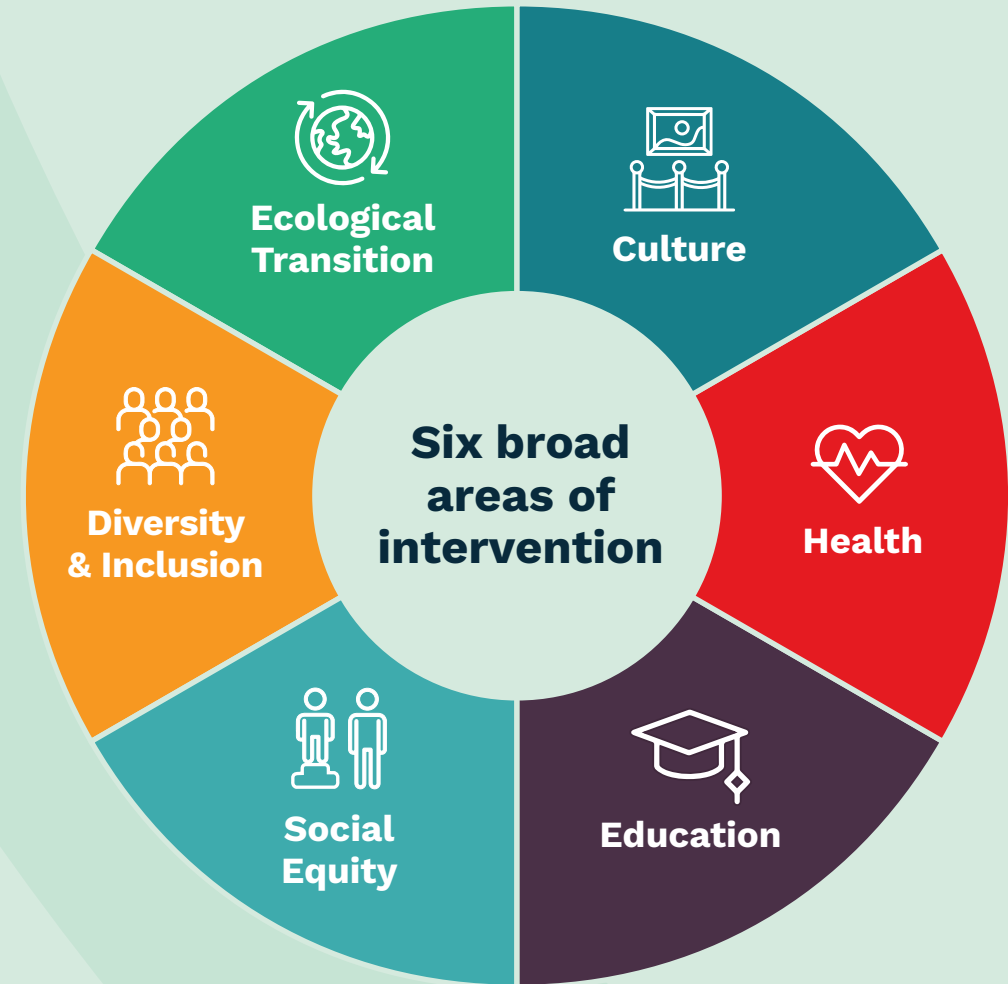 Ecological
Transition
Culture
Diversity
& Inclusion
Six broad
areas of
intervention
Health
Social
Equity
Education